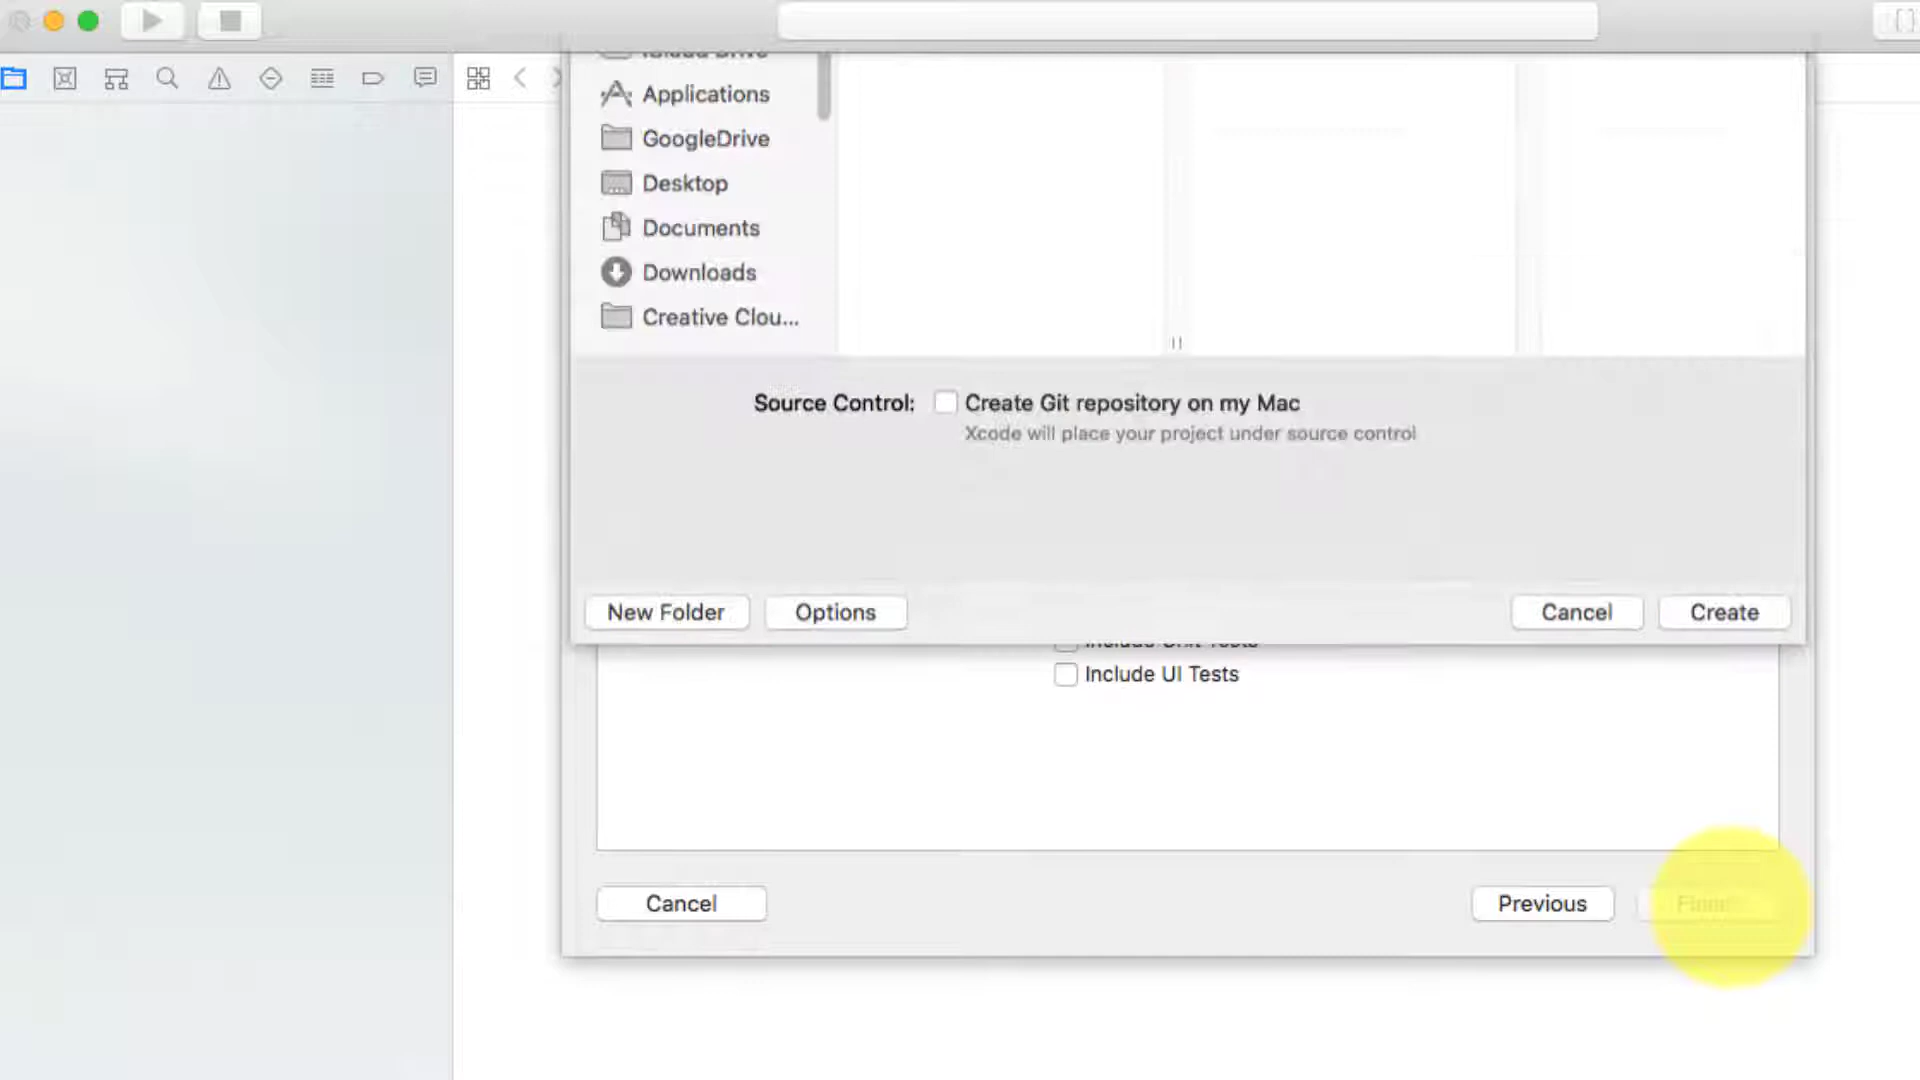 Applications
GoogleDrive
Desktop
Documents
Downloads
Creative Clou...
Source Control: Create Git repository on my Mac
Xcode will place your project under source control
New Folder Options Cancel Create
Include UI Tests
Cancel Previous